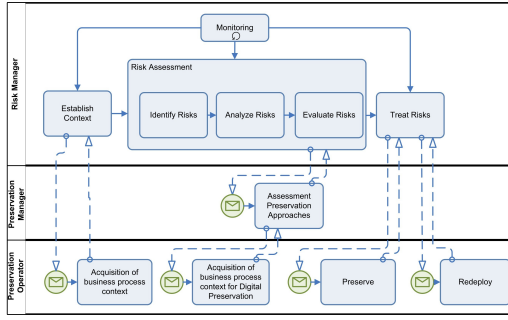 Risk Manager
Monitoring
Risk Assessment
Establish
Context
Identify Risks
Analyze Risks
Evaluate Risks
Treat Risks
Preservation
Manager
Assessment
Preservation
Approaches
Preservation
Operator
Acquisition of
business process
context
Acquisition of
business process
context for Digital
Preservation
Preserve
Redeploy